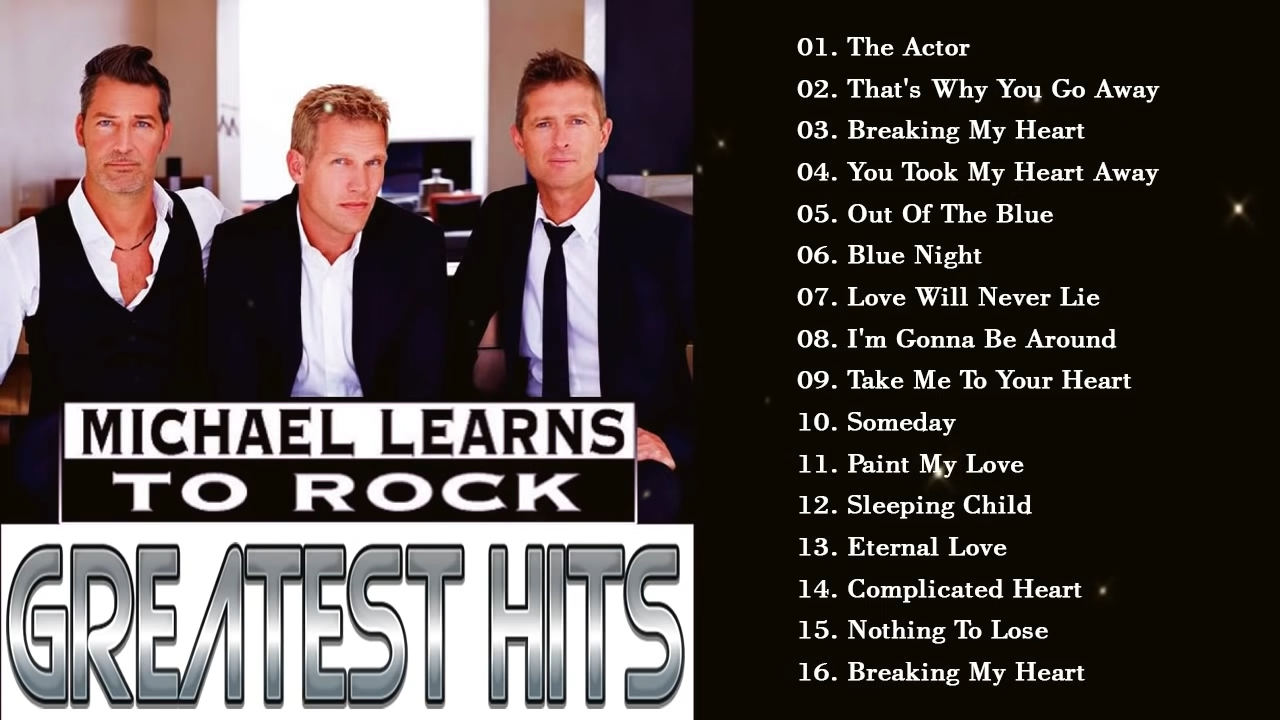 MICHAEL LEARNS
TO ROCK
GREATEST HITS
01. The Actor
02. That's Why You Go Away
03. Breaking My Heart
04. You Took My Heart Away
05. Out Of The Blue
06. Blue Night
07. Love Will Never Lie
08. I'm Gonna Be Around
09. Take Me To Your Heart
10. Someday
11. Paint My Love
12. Sleeping Child
13. Eternal Love
14. Complicated Heart
15. Nothing To Lose
16. Breaking My Heart